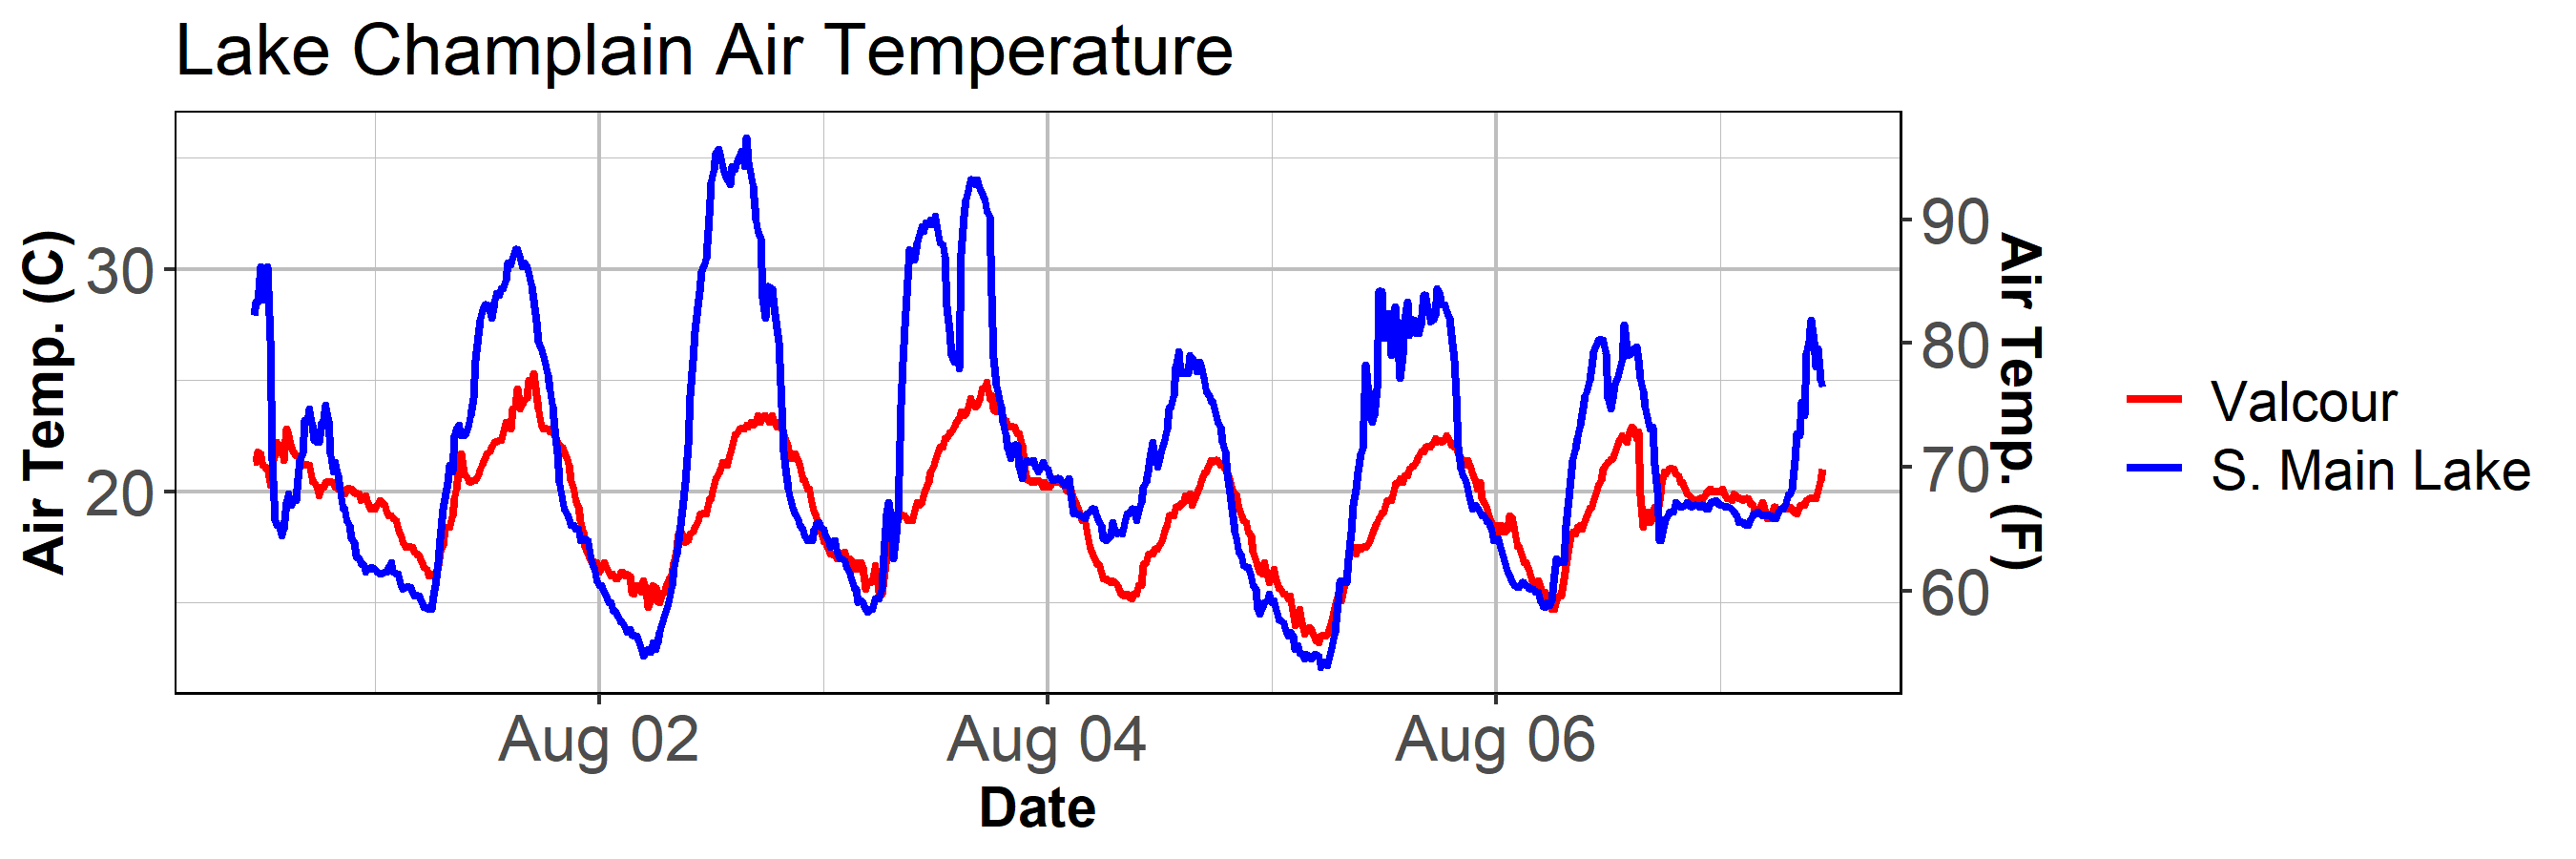 Lake Champlain Air Temperature
Air Temp. (C)
30
20
90
80
70
60
Air Temp. (F)
Valcour
S. Main Lake
Aug 02
Aug 04
Aug 06
Date